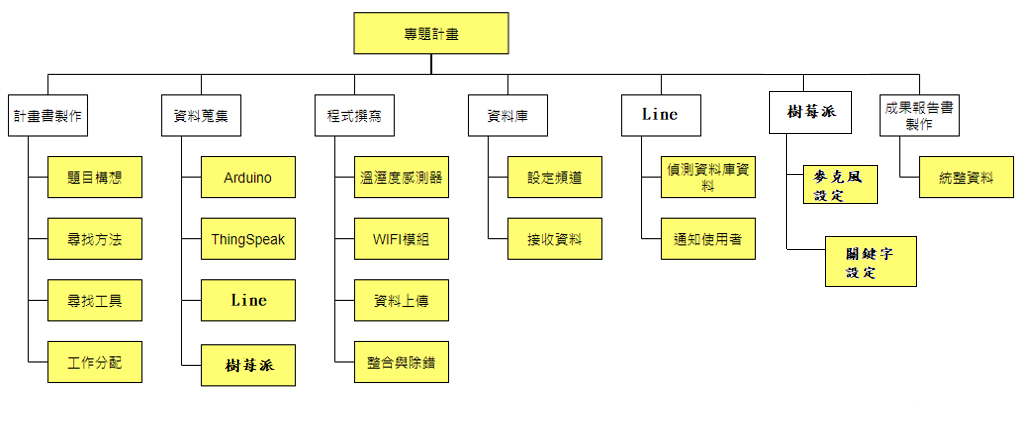 專題計畫
計畫書製作
資料蒐集
程式撰寫
資料庫
Line
樹莓派
成果報告書
製作
題目構想
Arduino
溫溼度感測器
設定頻道
偵測資料庫資
料
麥克風
設定
統整資料
尋找方法
ThingSpeak
WIFI模組
接收資料
通知使用者
關鍵字
設定
尋找工具
Line
資料上傳
工作分配
樹莓派
整合與除錯